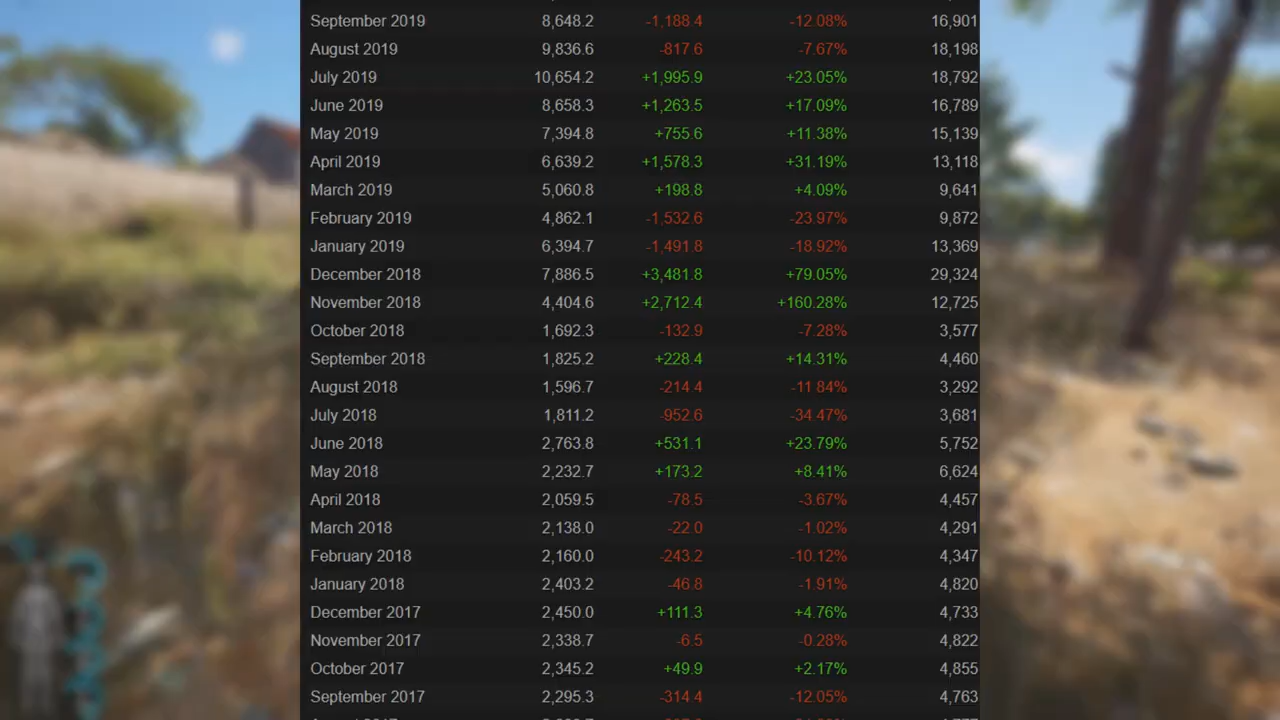 September 2019 8,648.2 -1,188.4 -12.08% 16,901
August 2019 9,836.6 -817.6 -7.67% 18,198
July 2019 10,654.2 +1,995.9 +23.05% 18,792
June 2019 8,658.3 +1,263.5 +17.09% 16,789
May 2019 7,394.8 +755.6 +11.38% 15,139
April 2019 6,639.2 +1,578.3 +31.19% 13,118
March 2019 5,060.8 +198.8 +4.09% 9,641
February 2019 4,862.1 -1,532.6 -23.97% 9,872
January 2019 6,394.7 -1,491.8 -18.92% 13,369
December 2018 7,886.5 +3,481.8 +79.05% 29,324
November 2018 4,404.6 +2,712.4 +160.28% 12,725
October 2018 1,692.3 -132.9 -7.28% 3,577
September 2018 1,825.2 +228.4 +14.31% 4,460
August 2018 1,596.7 -214.4 -11.84% 3,292
July 2018 1,811.2 -952.6 -34.47% 3,681
June 2018 2,763.8 +531.1 +23.79% 5,752
May 2018 2,232.7 +173.2 +8.41% 6,624
April 2018 2,059.5 -78.5 -3.67% 4,457
March 2018 2,138.0 -22.0 -1.02% 4,291
February 2018 2,160.0 -243.2 -10.12% 4,347
January 2018 2,403.2 -46.8 -1.91% 4,820
December 2017 2,450.0 +111.3 +4.76% 4,733
November 2017 2,338.7 -6.5 -0.28% 4,822
October 2017 2,345.2 +49.9 +2.17% 4,855
September 2017 2,295.3 -314.4 -12.05% 4,763